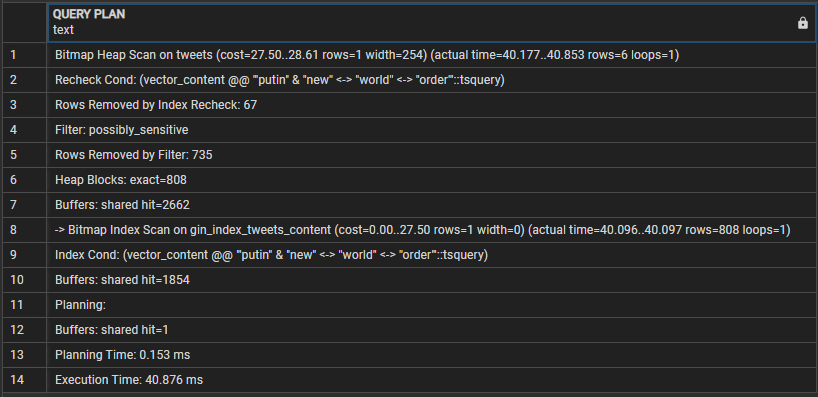 QUERY PLAN
text
1 Bitmap Heap Scan on tweets (cost=27.50..28.61 rows=1 width=254) (actual time=40.177..40.853 rows=6 loops=1)
2 Recheck Cond: (vector_content @@ '"putin" & "new" <-> "world" <-> "order"'::tsquery)
3 Rows Removed by Index Recheck: 67
4 Filter: possibly_sensitive
5 Rows Removed by Filter: 735
6 Heap Blocks: exact=808
7 Buffers: shared hit=2662
8 -> Bitmap Index Scan on gin_index_tweets_content (cost=0.00..27.50 rows=1 width=0) (actual time=40.096..40.097 rows=808 loops=1)
9 Index Cond: (vector_content @@ '"putin" & "new" <-> "world" <-> "order"'::tsquery)
10 Buffers: shared hit=1854
11 Planning:
12 Buffers: shared hit=1
13 Planning Time: 0.153 ms
14 Execution Time: 40.876 ms